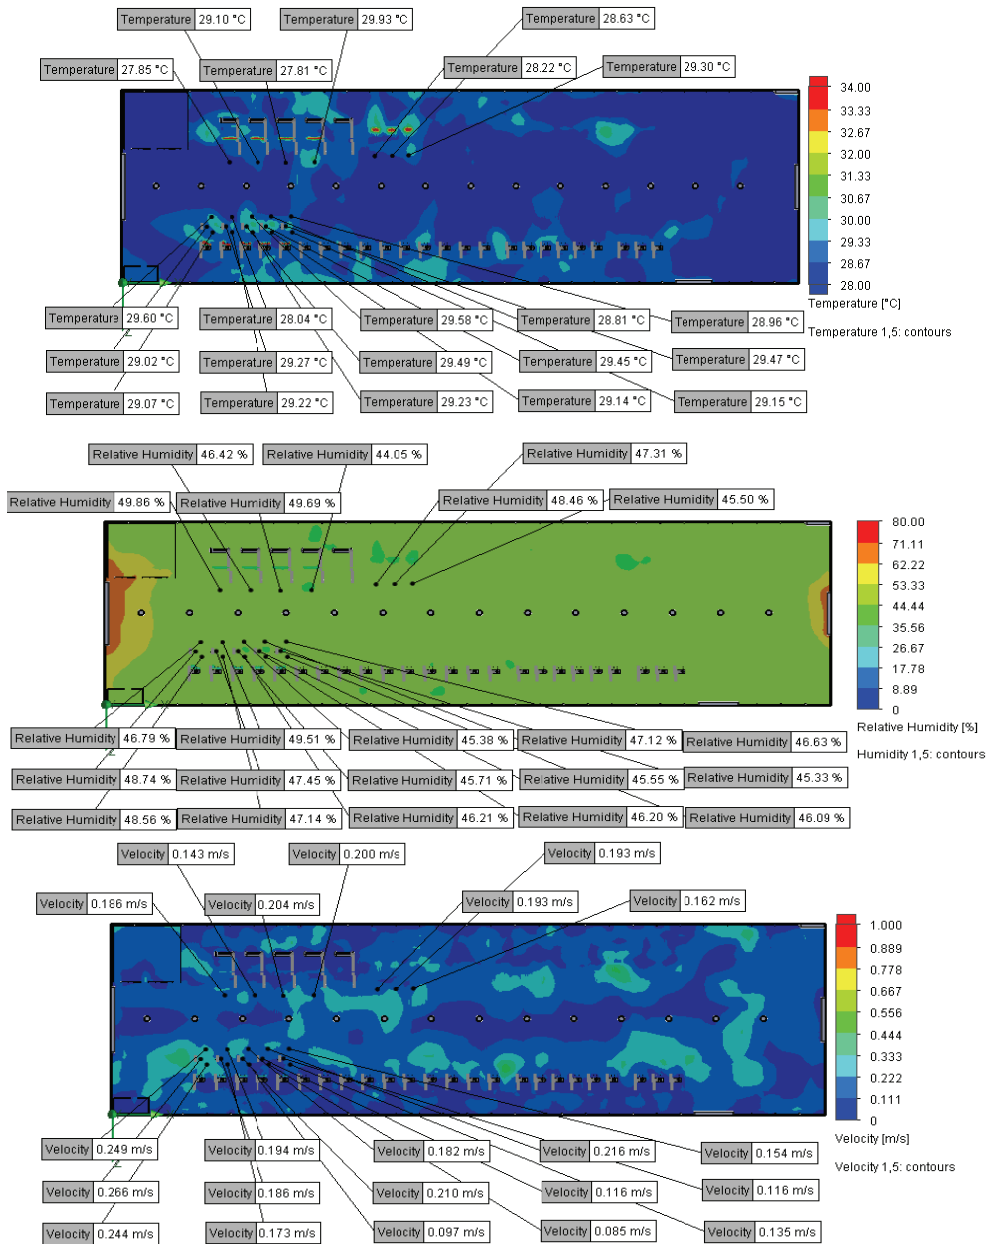 Temperature 29.10 °C Temperature 29.93 °C Temperature 28.63 °C
Temperature 27.85 °C Temperature 27.81 °C Temperature 28.22 °C Temperature 29.30 °C
34.00
33.33
32.67
32.00
31.33
30.67
30.00
29.33
28.67
28.00
Temperature [°C]
Temperature 1,5: contours
Temperature 29.60 °C Temperature 28.04 °C Temperature 29.58 °C Temperature 28.81 °C Temperature 28.96 °C
Temperature 29.02 °C Temperature 29.27 °C Temperature 29.49 °C Temperature 29.45 °C Temperature 29.47 °C
Temperature 29.07 °C Temperature 29.22 °C Temperature 29.23 °C Temperature 29.14 °C Temperature 29.15 °C
Relative Humidity 46.42 % Relative Humidity 44.05 % Relative Humidity 47.31 %
Relative Humidity 49.86 % Relative Humidity 49.69 % Relative Humidity 48.46 % Relative Humidity 45.50 %
80.00
71.11
62.22
53.33
44.44
35.56
26.67
17.78
8.89
0
Relative Humidity [%]
Humidity 1,5: contours
Relative Humidity 46.79 % Relative Humidity 49.51 % Relative Humidity 45.38 % Relative Humidity 47.12 % Relative Humidity 46.63 %
Relative Humidity 48.74 % Relative Humidity 47.45 % Relative Humidity 45.71 % Relative Humidity 45.55 % Relative Humidity 45.33 %
Relative Humidity 48.56 % Relative Humidity 47.14 % Relative Humidity 46.21 % Relative Humidity 46.20 % Relative Humidity 46.09 %
Velocity 0.143 m/s Velocity 0.200 m/s Velocity 0.193 m/s
Velocity 0.186 m/s Velocity 0.204 m/s Velocity 0.193 m/s Velocity 0.162 m/s
1.000
0.889
0.778
0.667
0.556
0.444
0.333
0.222
0.111
0
Velocity [m/s]
Velocity 1,5: contours
Velocity 0.249 m/s Velocity 0.194 m/s Velocity 0.182 m/s Velocity 0.216 m/s Velocity 0.154 m/s
Velocity 0.266 m/s Velocity 0.186 m/s Velocity 0.210 m/s Velocity 0.116 m/s Velocity 0.116 m/s
Velocity 0.244 m/s Velocity 0.173 m/s Velocity 0.097 m/s Velocity 0.085 m/s Velocity 0.135 m/s